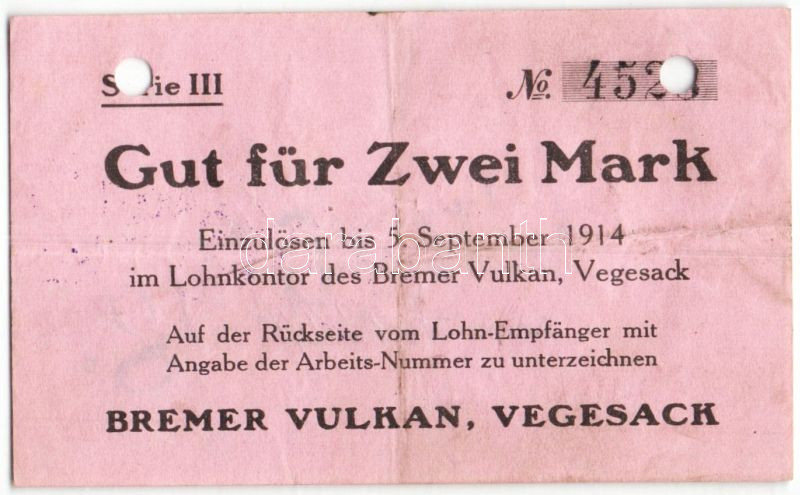 Serie III
No. 452
Gut für Zwei Mark
Einzulösen bis 5. September 1914
im Lohnkontor des Bremer Vulkan, Vegesack
darabanth
Auf der Rückseite vom Lohn-Empfänger mit
Angabe der Arbeits-Nummer zu unterzeichnen
BREMER VULKAN, VEGESACK